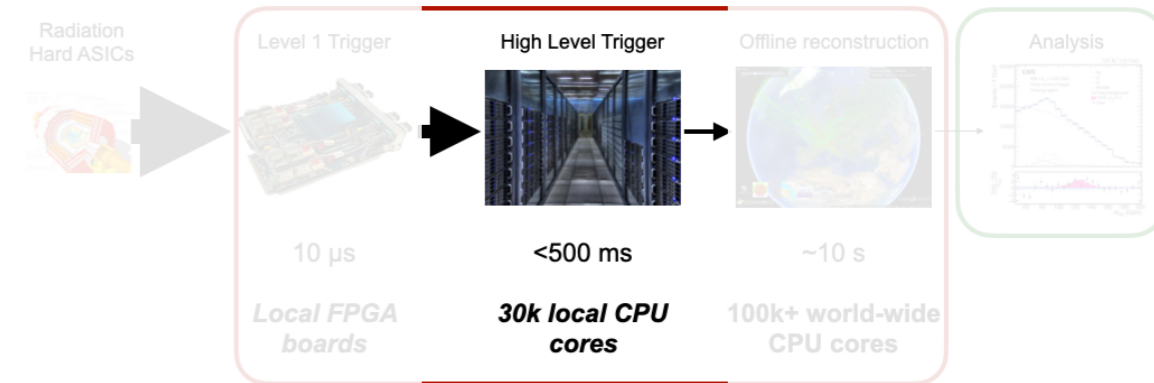 Radiation
Hard ASICs
Level 1 Trigger
High Level Trigger
Offline reconstruction
Analysis
10 µs
<500 ms
~10 s
Local FPGA
boards
30k local CPU
cores
100k+ world-wide
CPU cores